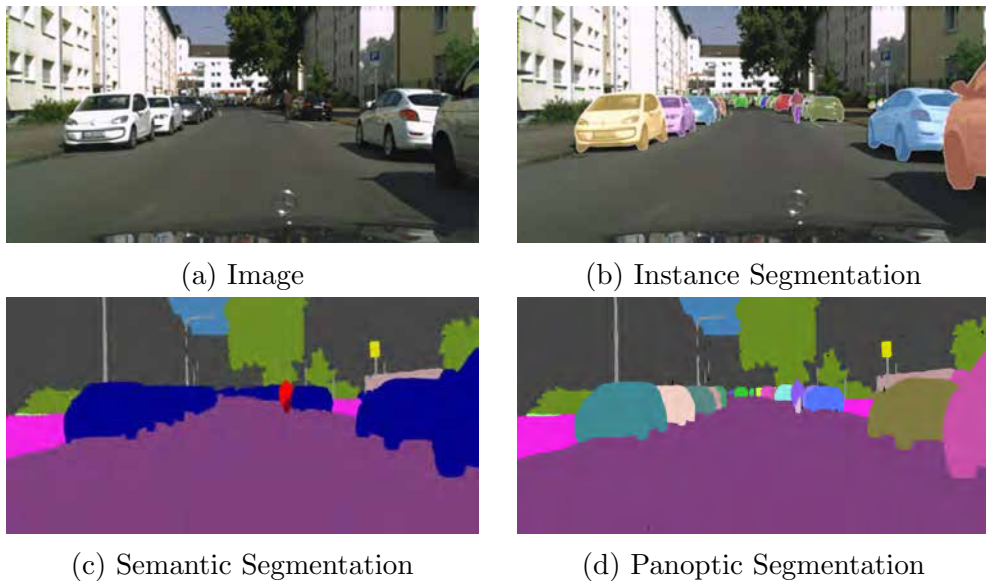 (a) Image
(b) Instance Segmentation
(c) Semantic Segmentation
(d) Panoptic Segmentation